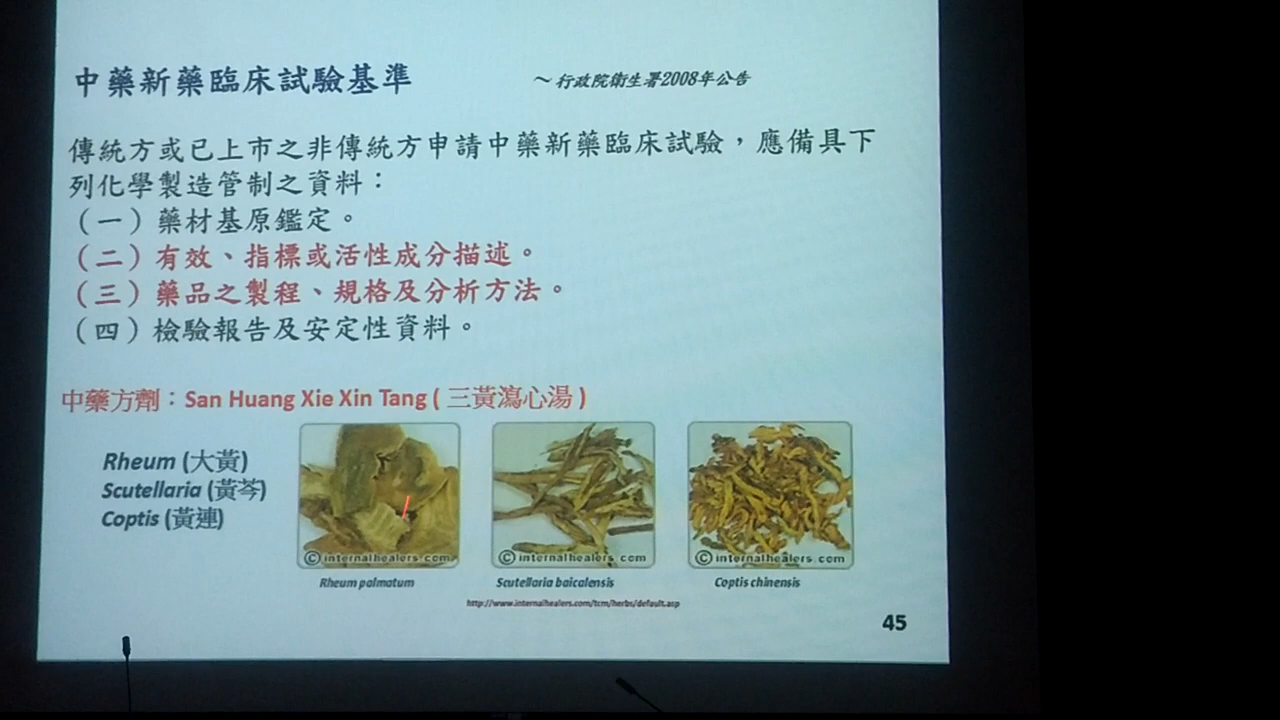 中藥新藥臨床試驗基準 ～行政院衛生署2008年公告
傳統方或已上市之非傳統方申請中藥新藥臨床試驗，應備具下
列化學製造管制之資料：
（一）藥材基原鑑定。
（二）有效、指標或活性成分描述。
（三）藥品之製程、規格及分析方法。
（四）檢驗報告及安定性資料。
中藥方劑：San Huang Xie Xin Tang ( 三黃瀉心湯 )
Rheum (大黃)
Scutellaria (黃芩)
Coptis (黃連)
©internalhealers.com
©internalhealers.com
©internalhealers.com
Rheum palmatum
Scutellaria baicalensis
Coptis chinensis
http://www.internalhealers.com/tcm/herbs/default.asp
45